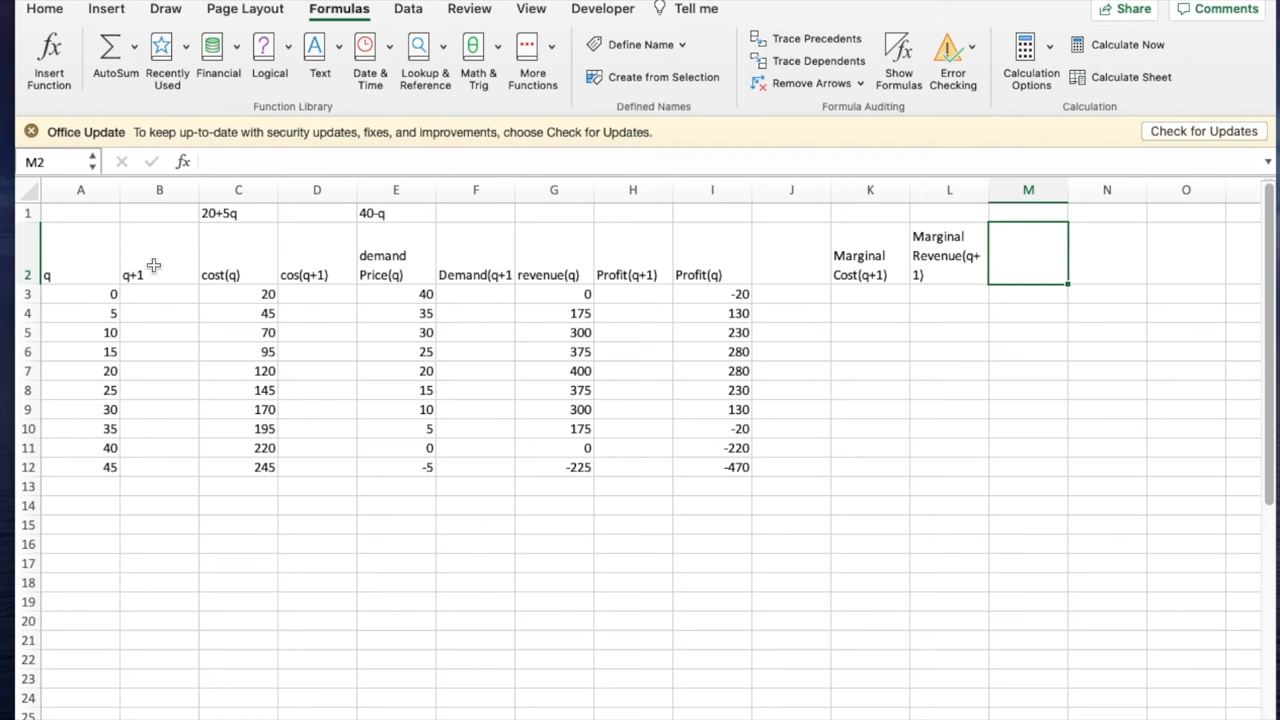 Home Insert Draw Page Layout Formulas Data Review View Developer Tell me Share Comments
Insert Function
AutoSum
Recently Used
Financial
Logical
Text
Date & Time
Lookup & Reference
Math & Trig
More Functions
Function Library
Define Name
Create from Selection
Defined Names
Trace Precedents
Trace Dependents
Remove Arrows
Show Formulas
Error Checking
Formula Auditing
Calculation Options
Calculate Now
Calculate Sheet
Calculation
Office Update To keep up-to-date with security updates, fixes, and improvements, choose Check for Updates. Check for Updates
M2 fx
A B C D E F G H I J K L M N O
1 20+5q 40-q
2 q q+1 cost(q) cos(q+1) demand Price(q) Demand(q+1 revenue(q) Profit(q+1) Profit(q) Marginal Cost(q+1) Marginal Revenue(q+1)
3 0 20 40 0 -20
4 5 45 35 175 130
5 10 70 30 300 230
6 15 95 25 375 280
7 20 120 20 400 280
8 25 145 15 375 230
9 30 170 10 300 130
10 35 195 5 175 -20
11 40 220 0 0 -220
12 45 245 -5 -225 -470
13
14
15
16
17
18
19
20
21
22
23
24
25